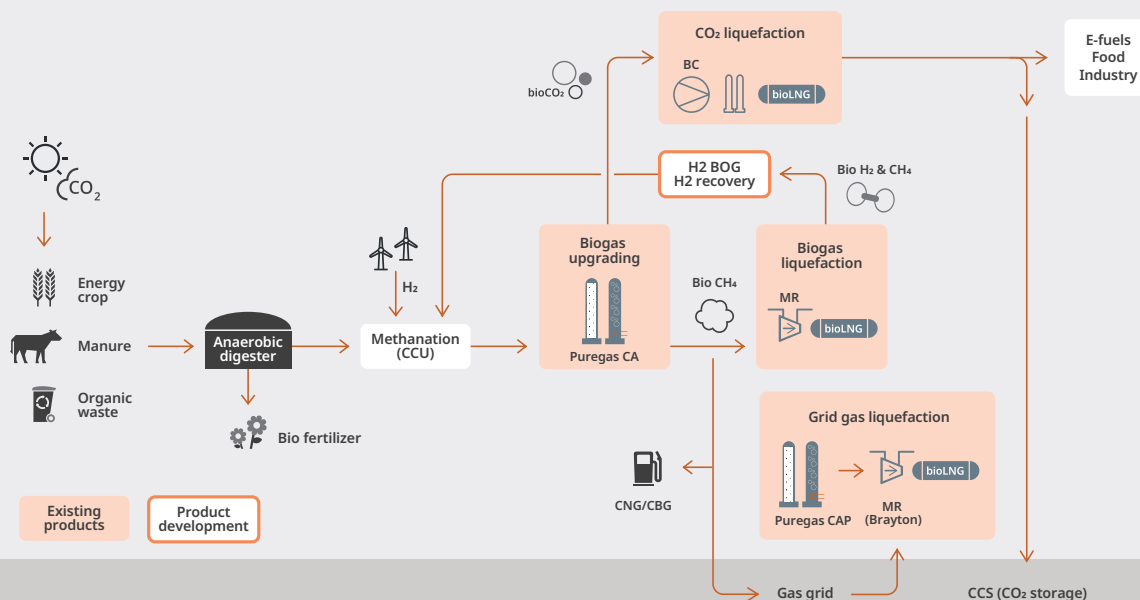 CO₂ liquefaction
BC
bioLNG
E-fuels
Food
Industry
bioCO₂
CO₂
H2 BOG
H2 recovery
Bio H₂ & CH₄
Biogas
upgrading
Puregas CA
Bio CH₄
Biogas
liquefaction
MR
bioLNG
H₂
Energy
crop
Manure
Organic
waste
Anaerobic
digester
Methanation
(CCU)
Bio fertilizer
Grid gas liquefaction
bioLNG
Puregas CAP
MR
(Brayton)
CNG/CBG
Existing
products
Product
development
Gas grid
CCS (CO₂ storage)